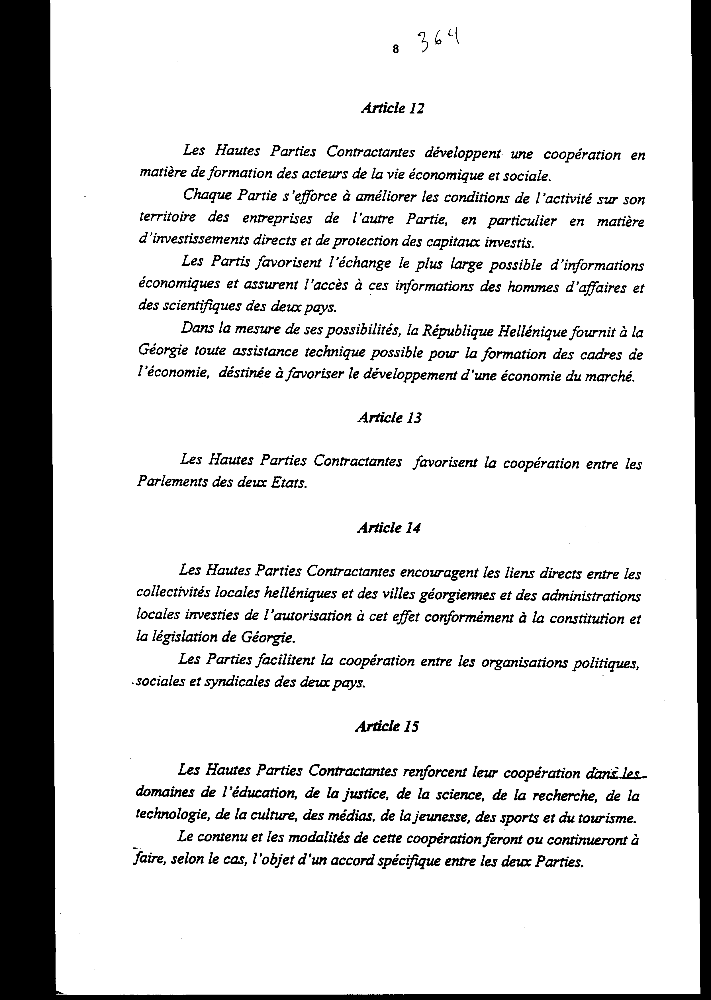 8 364
Article 12
Les Hautes Parties Contractantes développent une coopération en
matière de formation des acteurs de la vie économique et sociale.
Chaque Partie s'efforce à améliorer les conditions de l'activité sur son
territoire des entreprises de l'autre Partie, en particulier en matière
d'investissements directs et de protection des capitaux investis.
Les Partis favorisent l'échange le plus large possible d'informations
économiques et assurent l'accès à ces informations des hommes d'affaires et
des scientifiques des deux pays.
Dans la mesure de ses possibilités, la République Hellénique fournit à la
Géorgie toute assistance technique possible pour la formation des cadres de
l'économie, déstinée à favoriser le développement d'une économie du marché.
Article 13
Les Hautes Parties Contractantes favorisent la coopération entre les
Parlements des deux Etats.
Article 14
Les Hautes Parties Contractantes encouragent les liens directs entre les
collectivités locales helléniques et des villes géorgiennes et des administrations
locales investies de l'autorisation à cet effet conformément à la constitution et
la législation de Géorgie.
Les Parties facilitent la coopération entre les organisations politiques,
sociales et syndicales des deux pays.
Article 15
Les Hautes Parties Contractantes renforcent leur coopération dans les
domaines de l'éducation, de la justice, de la science, de la recherche, de la
technologie, de la culture, des médias, de la jeunesse, des sports et du tourisme.
Le contenu et les modalités de cette coopération feront ou continueront à
faire, selon le cas, l'objet d'un accord spécifique entre les deux Parties.